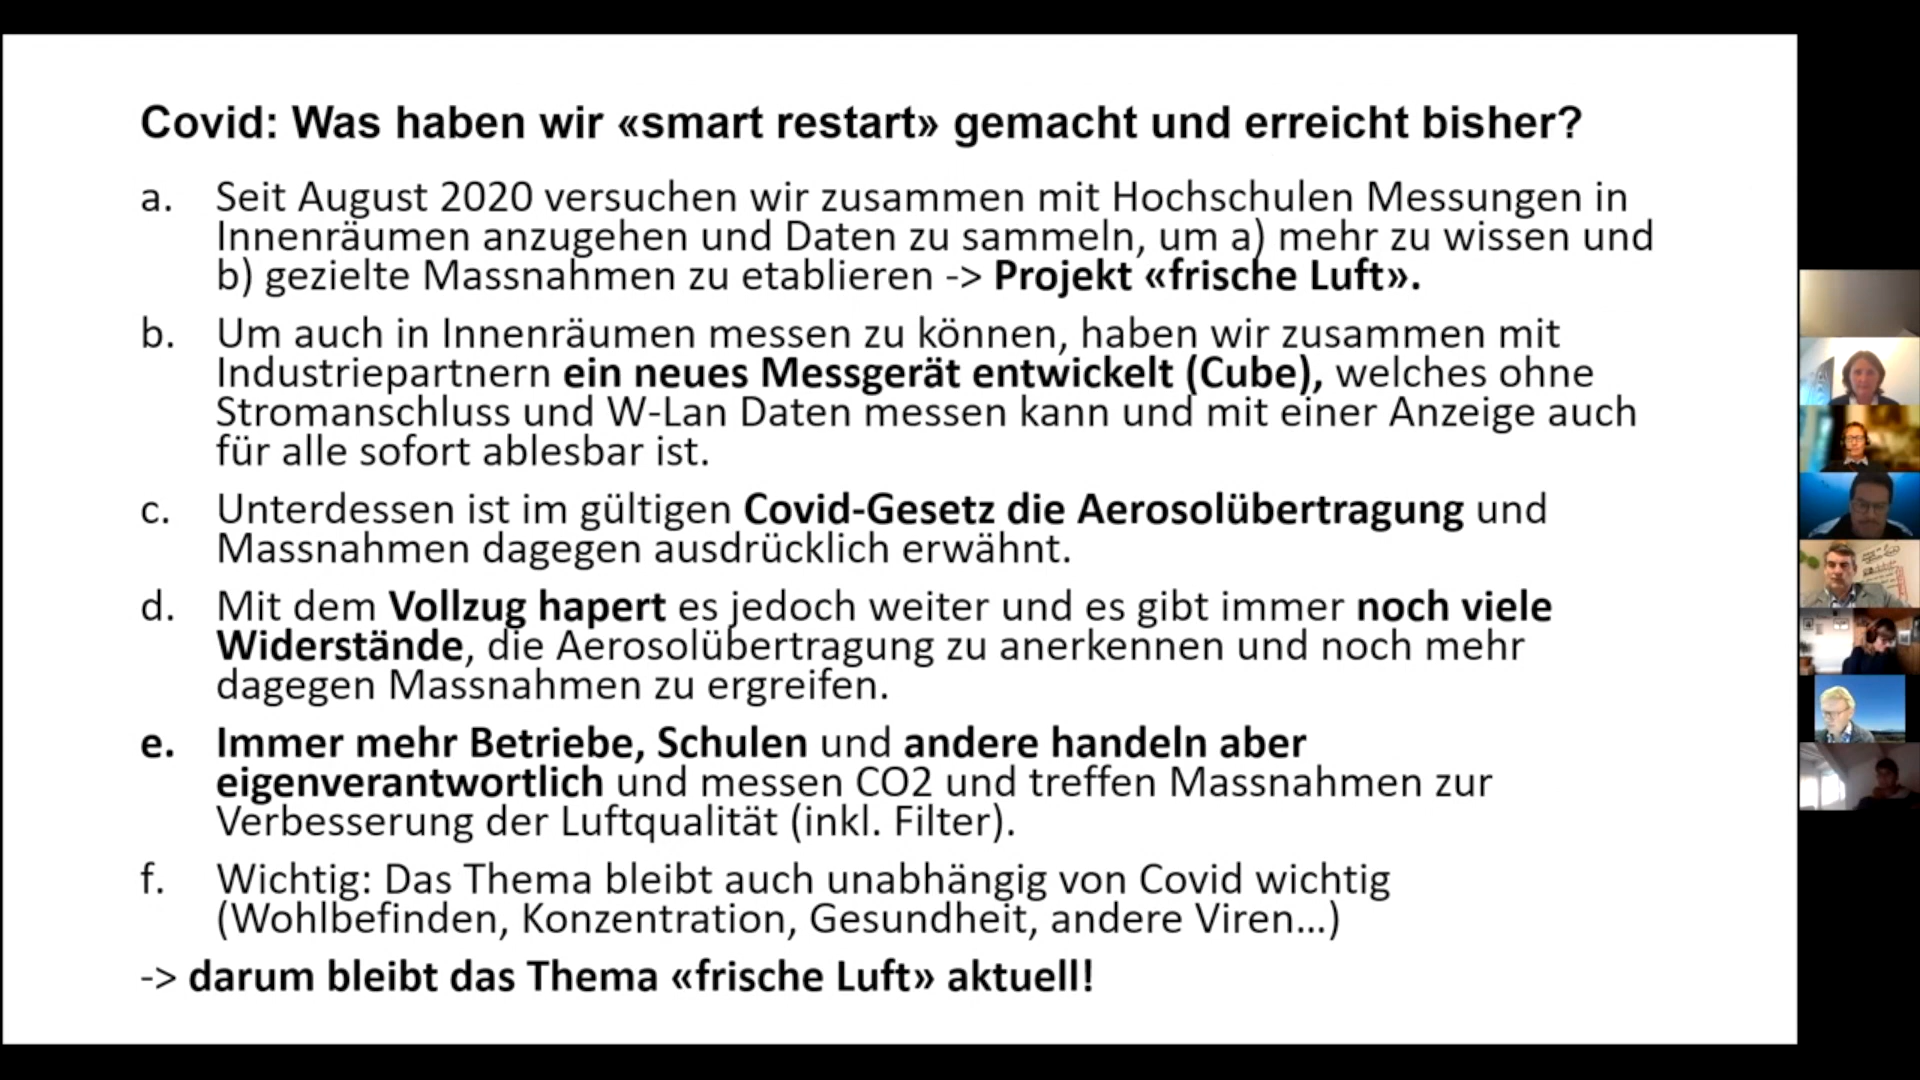 Covid: Was haben wir «smart restart» gemacht und erreicht bisher?
a. Seit August 2020 versuchen wir zusammen mit Hochschulen Messungen in
Innenräumen anzugehen und Daten zu sammeln, um a) mehr zu wissen und
b) gezielte Massnahmen zu etablieren -> Projekt «frische Luft».
b. Um auch in Innenräumen messen zu können, haben wir zusammen mit
Industriepartnern ein neues Messgerät entwickelt (Cube), welches ohne
Stromanschluss und W-Lan Daten messen kann und mit einer Anzeige auch
für alle sofort ablesbar ist.
c. Unterdessen ist im gültigen Covid-Gesetz die Aerosolübertragung und
Massnahmen dagegen ausdrücklich erwähnt.
d. Mit dem Vollzug hapert es jedoch weiter und es gibt immer noch viele
Widerstände, die Aerosolübertragung zu anerkennen und noch mehr
dagegen Massnahmen zu ergreifen.
e. Immer mehr Betriebe, Schulen und andere handeln aber
eigenverantwortlich und messen CO2 und treffen Massnahmen zur
Verbesserung der Luftqualität (inkl. Filter).
f. Wichtig: Das Thema bleibt auch unabhängig von Covid wichtig
(Wohlbefinden, Konzentration, Gesundheit, andere Viren...)
-> darum bleibt das Thema «frische Luft» aktuell!